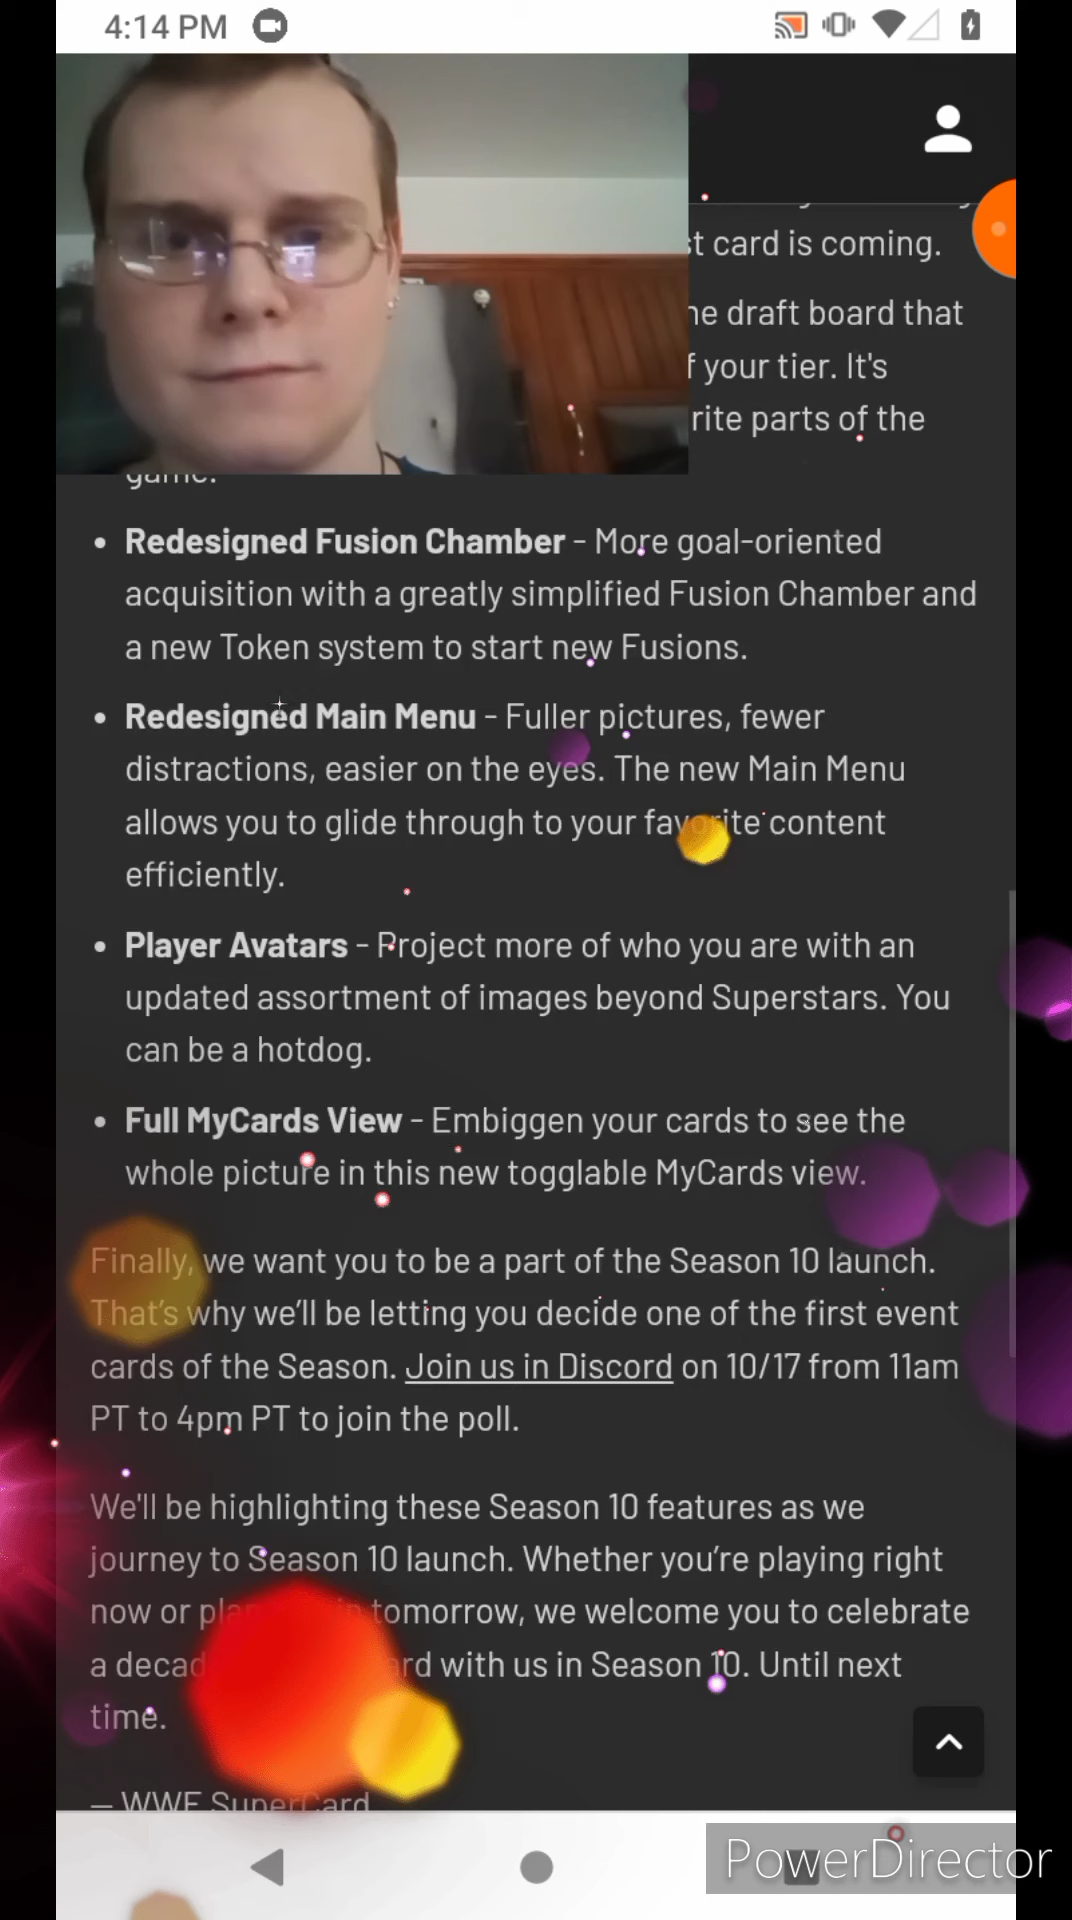 4:14 PM
st card is coming.
he draft board that
f your tier. It's
rite parts of the
game.
• Redesigned Fusion Chamber - More goal-oriented
acquisition with a greatly simplified Fusion Chamber and
a new Token system to start new Fusions.
• Redesigned Main Menu - Fuller pictures, fewer
distractions, easier on the eyes. The new Main Menu
allows you to glide through to your favorite content
efficiently.
• Player Avatars - Project more of who you are with an
updated assortment of images beyond Superstars. You
can be a hotdog.
• Full MyCards View - Embiggen your cards to see the
whole picture in this new togglable MyCards view.
Finally, we want you to be a part of the Season 10 launch.
That's why we'll be letting you decide one of the first event
cards of the Season. Join us in Discord on 10/17 from 11am
PT to 4pm PT to join the poll.
We'll be highlighting these Season 10 features as we
journey to Season 10 launch. Whether you're playing right
now or tomorrow, we welcome you to celebrate
a decad rd with us in Season 10. Until next
time.
— WWE SuperCard
PowerDirector